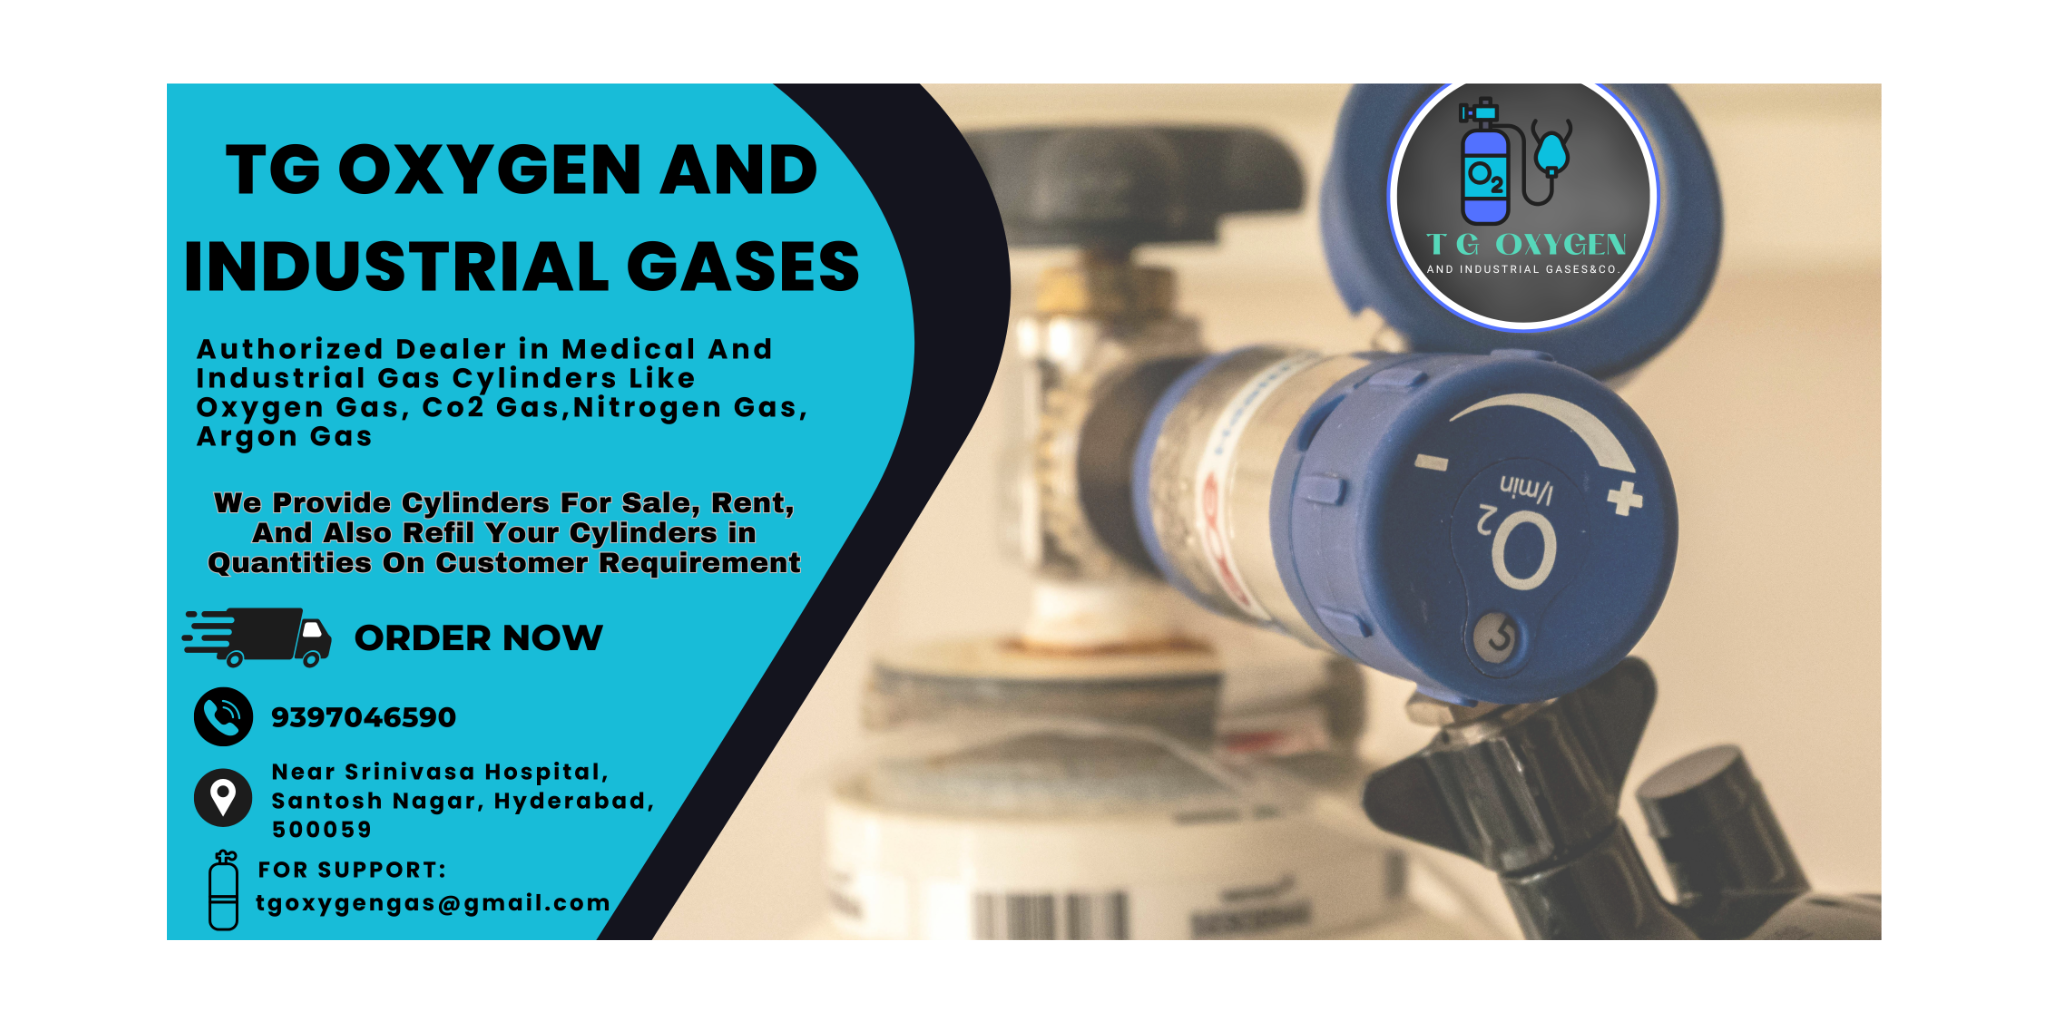 TG OXYGEN AND
INDUSTRIAL GASES
Authorized Dealer in Medical And
Industrial Gas Cylinders Like
Oxygen Gas, Co2 Gas,Nitrogen Gas,
Argon Gas
We Provide Cylinders For Sale, Rent,
And Also Refil Your Cylinders in
Quantities On Customer Requirement
ORDER NOW
9397046590
Near Srinivasa Hospital,
Santosh Nagar, Hyderabad,
500059
FOR SUPPORT:
tgoxygengas@gmail.com
O2
TG OXYGEN
AND INDUSTRIAL GASES&CO.
- +
l/min
O2
5